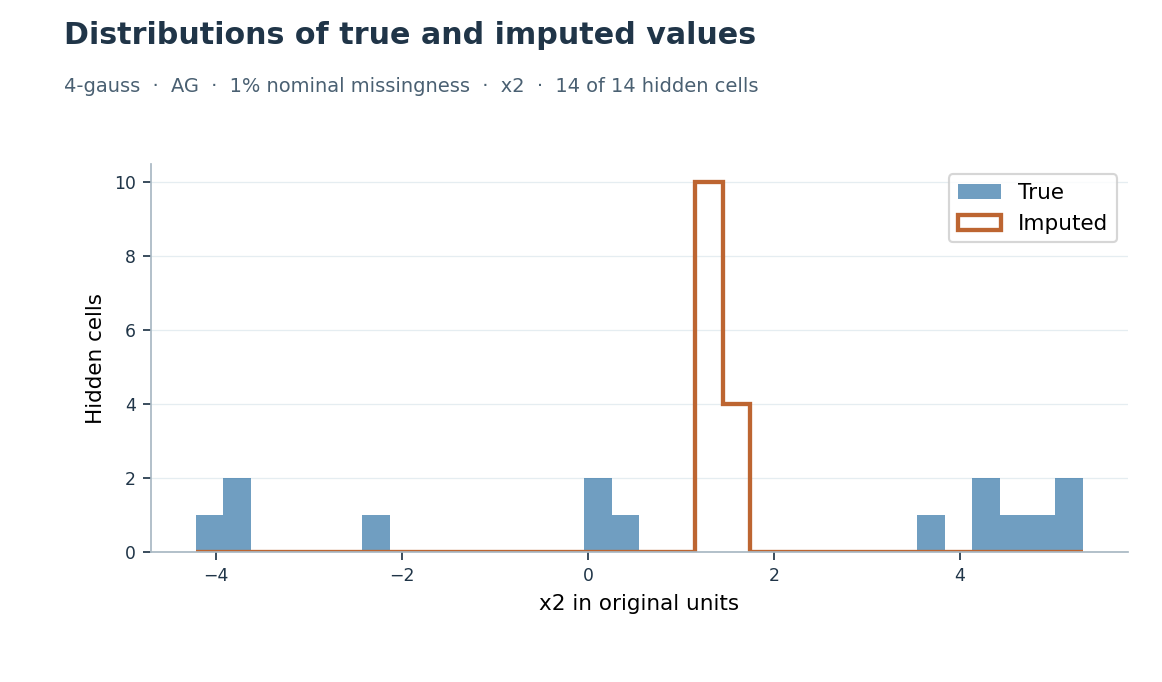 Distributions of true and imputed values
4-gauss · AG · 1% nominal missingness · x2 · 14 of 14 hidden cells
True
Imputed
Hidden cells
10
8
6
4
2
0
−4
−2
0
2
4
x2 in original units